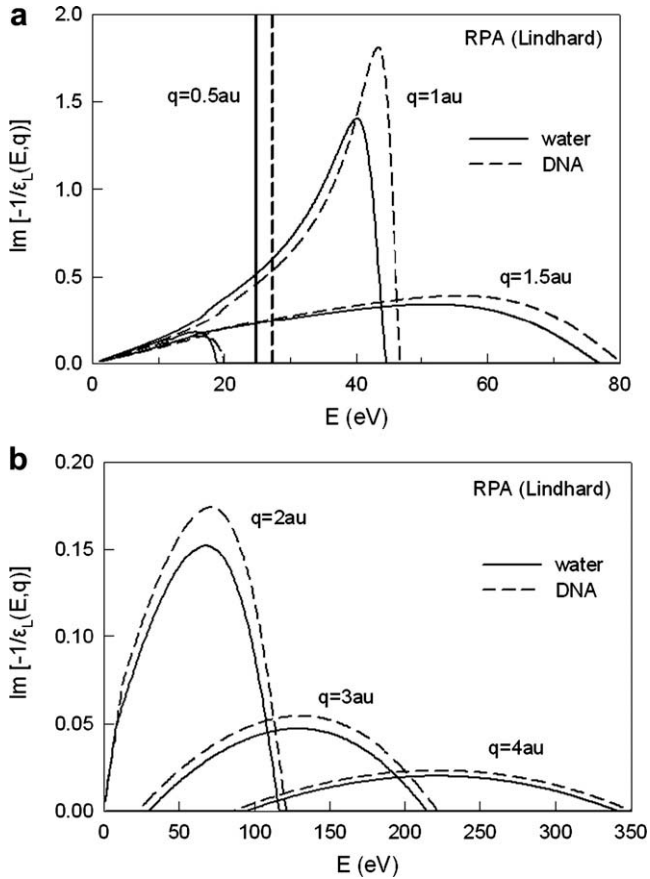 a
2.0
RPA (Lindhard)
q=0.5au
q=1au
1.5
water
DNA
1.0
Im [-1/ε_L(E,q)]
0.5
q=1.5au
0.0
0 20 40 60 80
E (eV)
b
0.20
RPA (Lindhard)
q=2au
0.15
water
DNA
0.10
Im [-1/ε_L(E,q)]
q=3au
0.05
q=4au
0.00
0 50 100 150 200 250 300 350
E (eV)